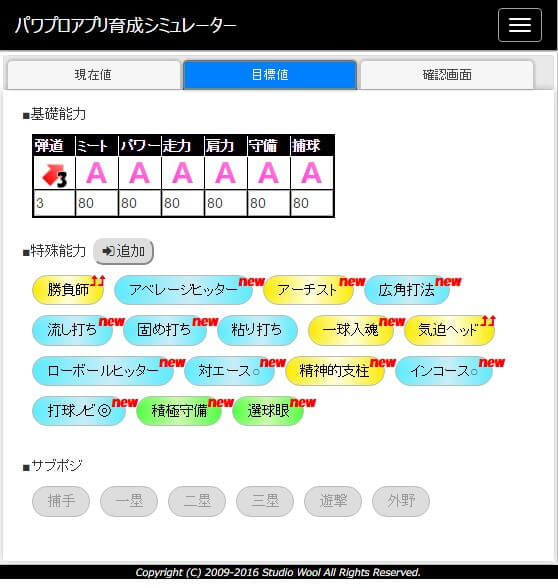 パワプロアプリ育成シミュレーター
現在値 目標値 確認画面
■基礎能力
弾道 ミート パワー 走力 肩力 守備 捕球
3 A A A A A A
3 80 80 80 80 80 80
■特殊能力 追加
勝負師 アベレージヒッター new アーチスト new 広角打法 new
流し打ち new 固め打ち new 粘り打ち 一球入魂 new 気迫ヘッド
ローボールヒッター new 対エース○ new 精神的支柱 new インコース○ new
打球ノビ◎ new 積極守備 new 選球眼 new
■サブポジ
捕手 一塁 二塁 三塁 遊撃 外野
Copyright (C) 2009-2016 Studio Wool All Rights Reserved.